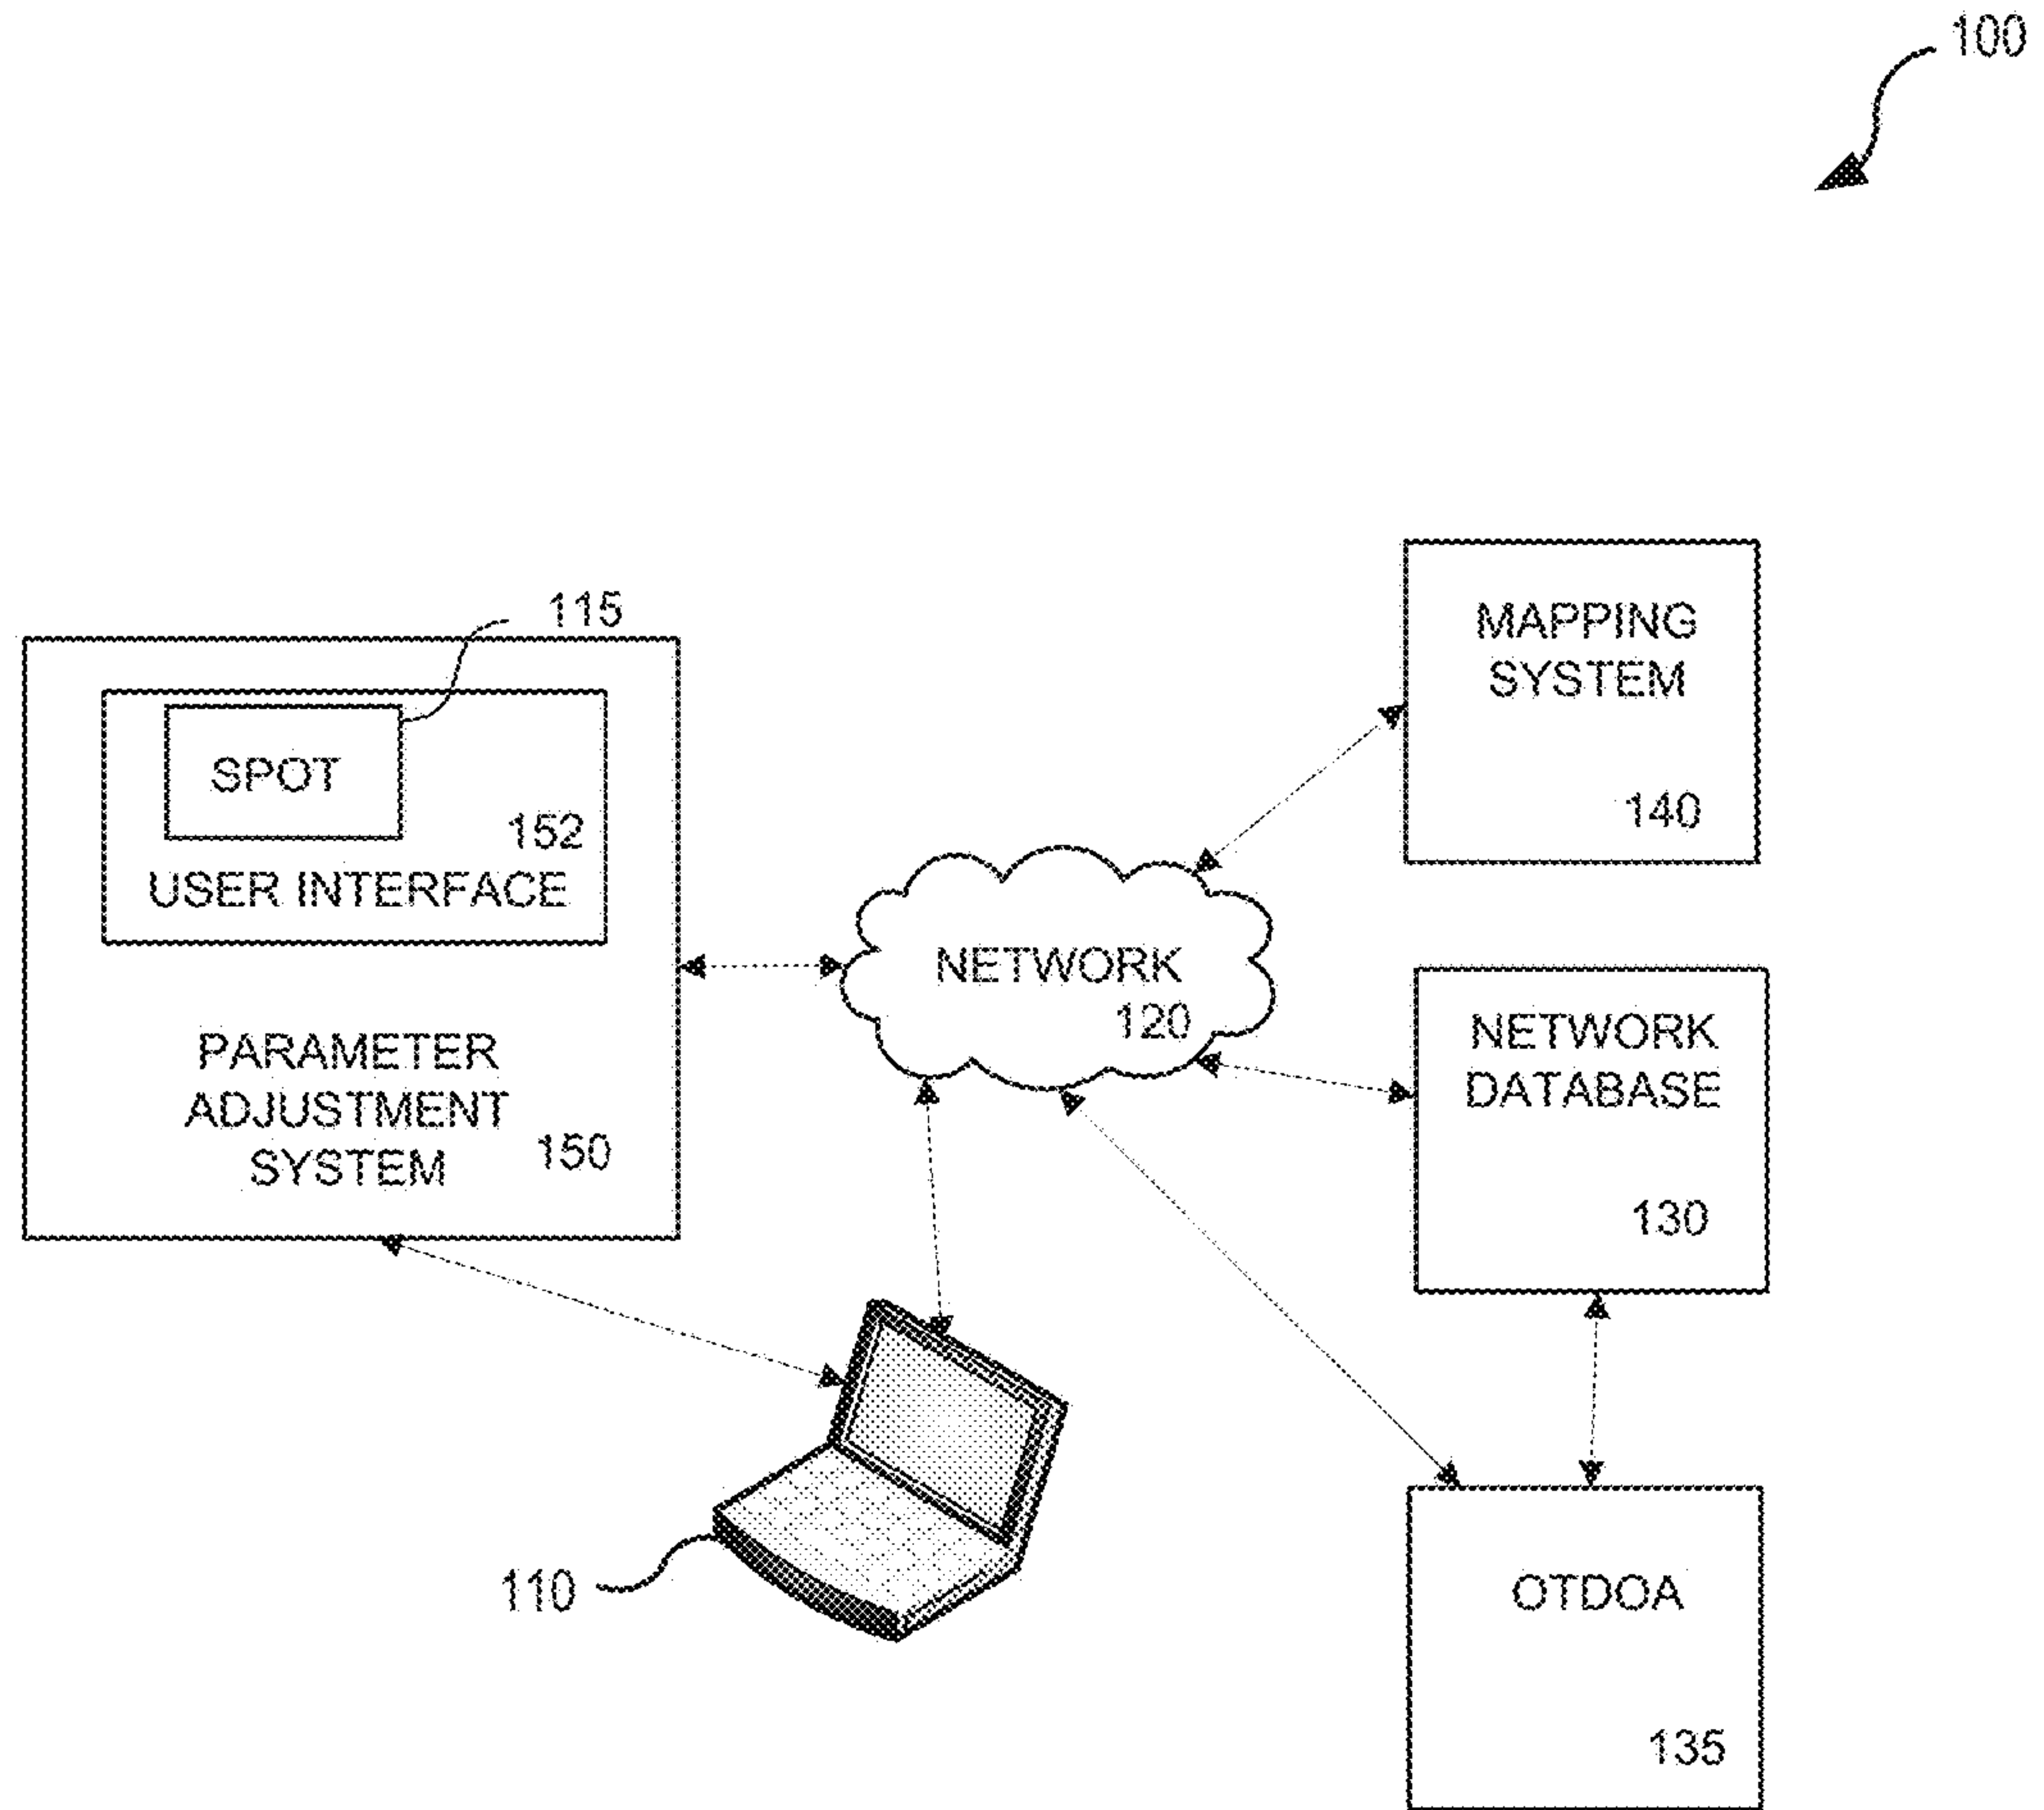 100
115
SPOT
152
USER INTERFACE
PARAMETER
ADJUSTMENT
SYSTEM
150
NETWORK
120
MAPPING
SYSTEM
140
NETWORK
DATABASE
130
110
OTDOA
135